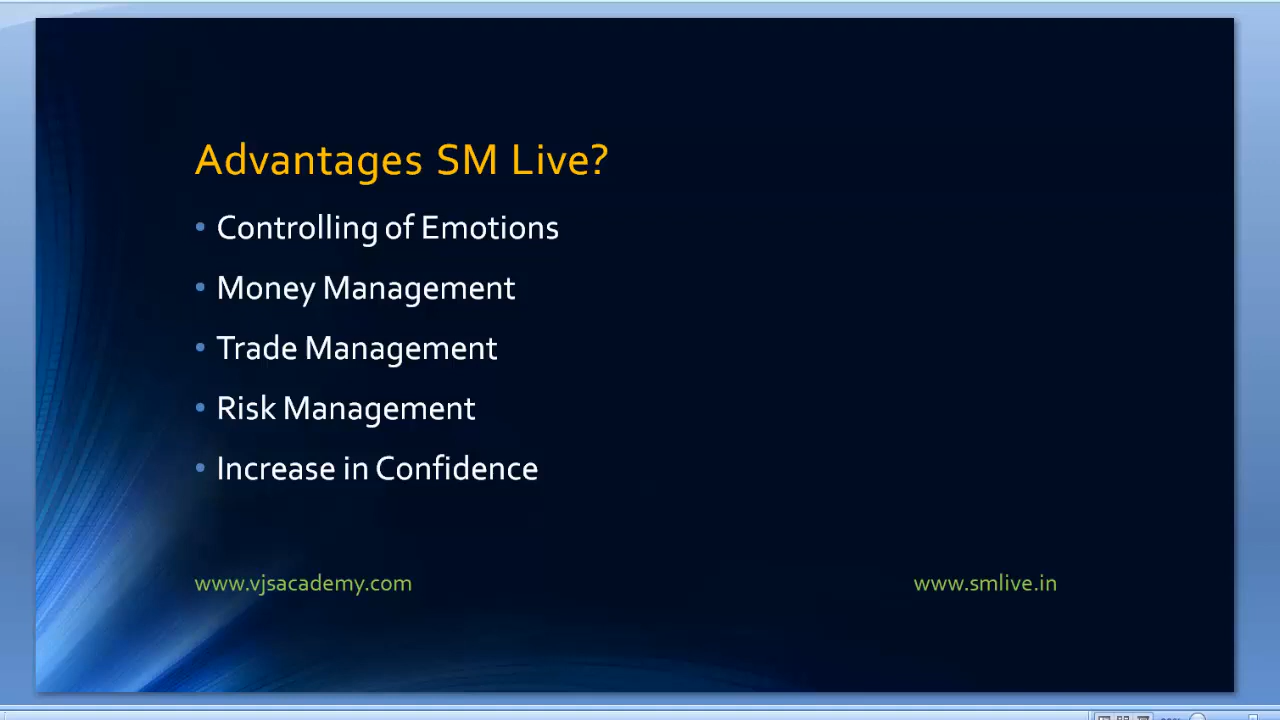 Advantages SM Live?
• Controlling of Emotions
• Money Management
• Trade Management
• Risk Management
• Increase in Confidence
www.vjsacademy.com www.smlive.in